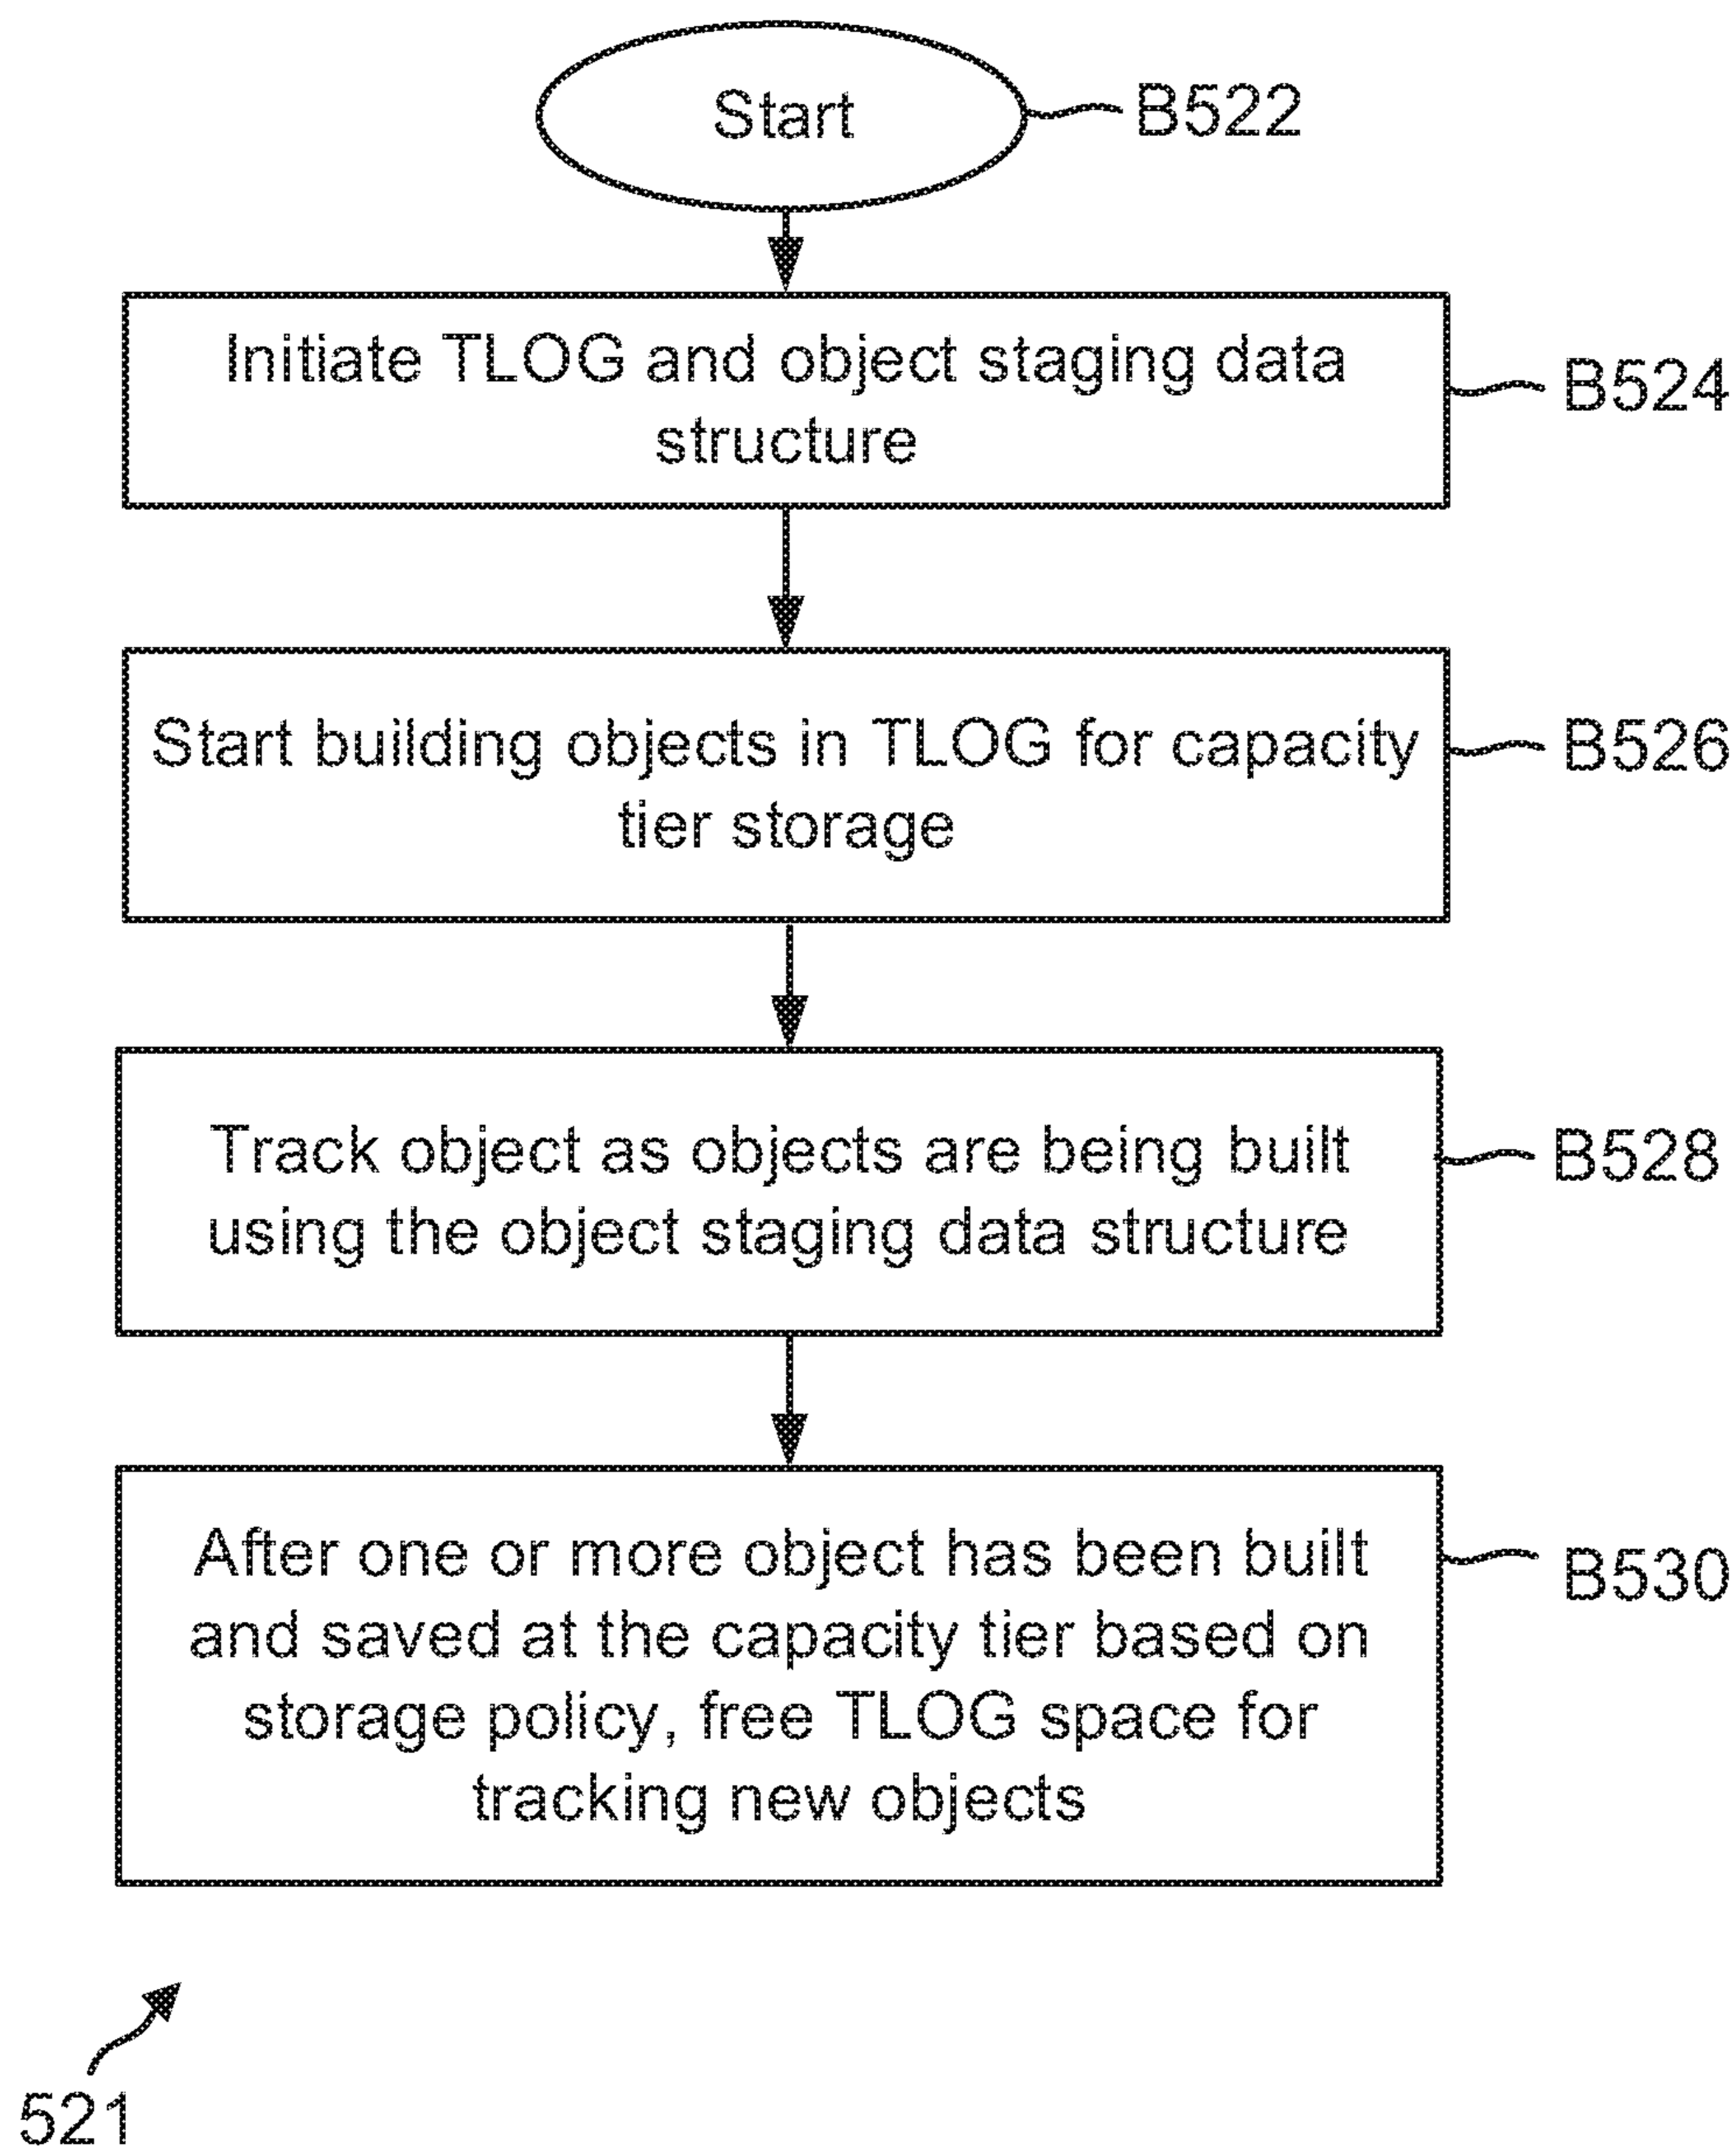 Start
B522
Initiate TLOG and object staging data
structure
B524
Start building objects in TLOG for capacity
tier storage
B526
Track object as objects are being built
using the object staging data structure
B528
After one or more object has been built
and saved at the capacity tier based on
storage policy, free TLOG space for
tracking new objects
B530
521